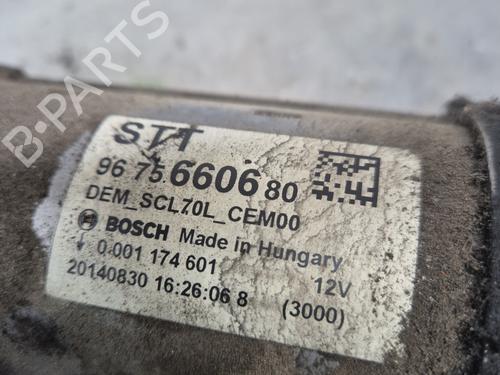 B-PARTS
STT
96 75 6606 80
DEM_SCL70L_CEM00
BOSCH Made in Hungary
0 001 174 601 12V
20140830 16:26:06 8 (3000)